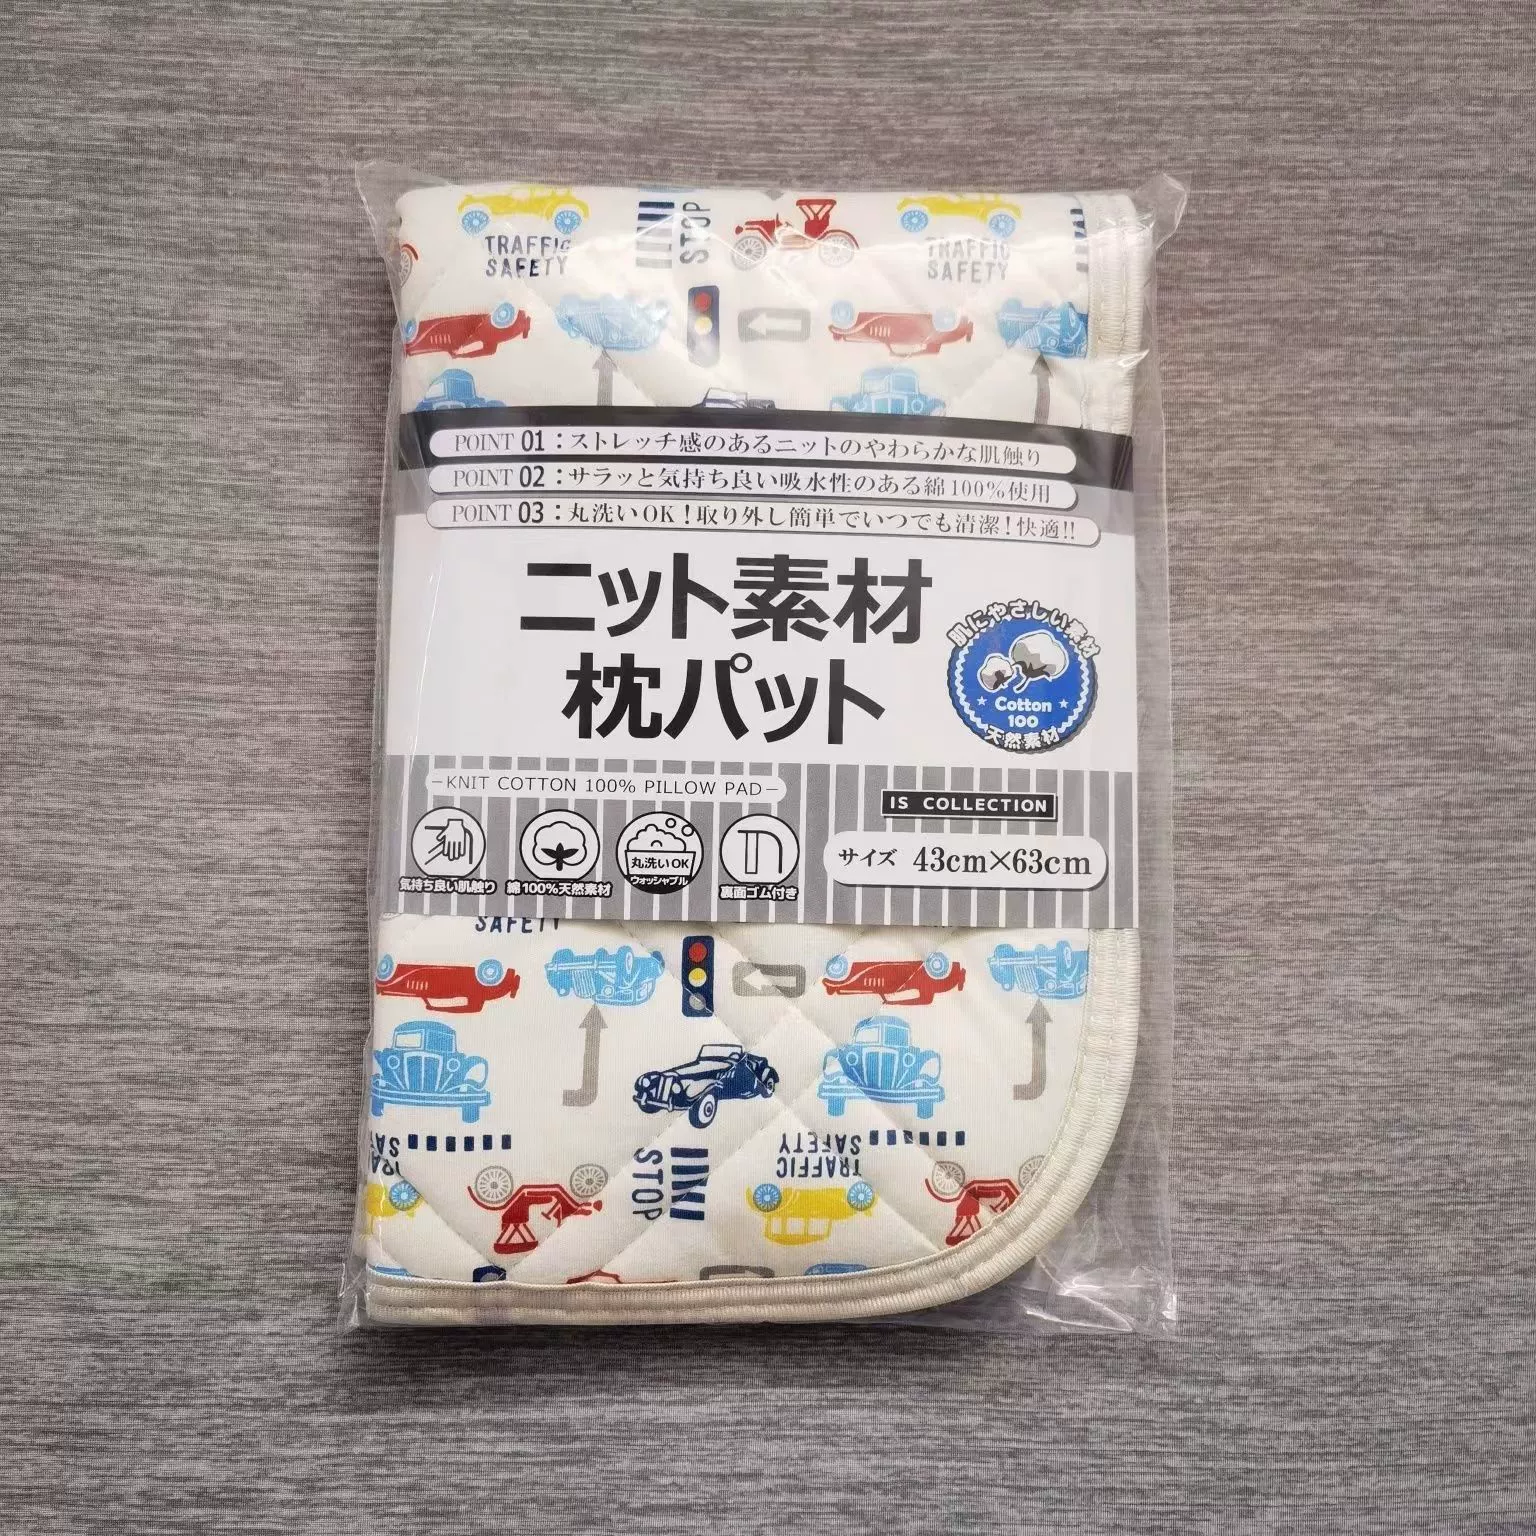 TRAFFIC
SAFETY
STOP
TRAFFIC
SAFETY
POINT 01：ストレッチ感のあるニットのやわらかな肌触り
POINT 02：サラッと気持ち良い吸水性のある綿100%使用
POINT 03：丸洗いOK！取り外し簡単でいつでも清潔！快適!!
ニット素材
枕パット
肌にやさしい素材
Cotton
100
天然素材
–KNIT COTTON 100% PILLOW PAD–
IS COLLECTION
気持ち良い肌触り
綿100%天然素材
丸洗いOK
ウォッシャブル
裏面ゴム付き
サイズ 43cm×63cm
SAFETY
STOP
TRAFFIC
SAFETY